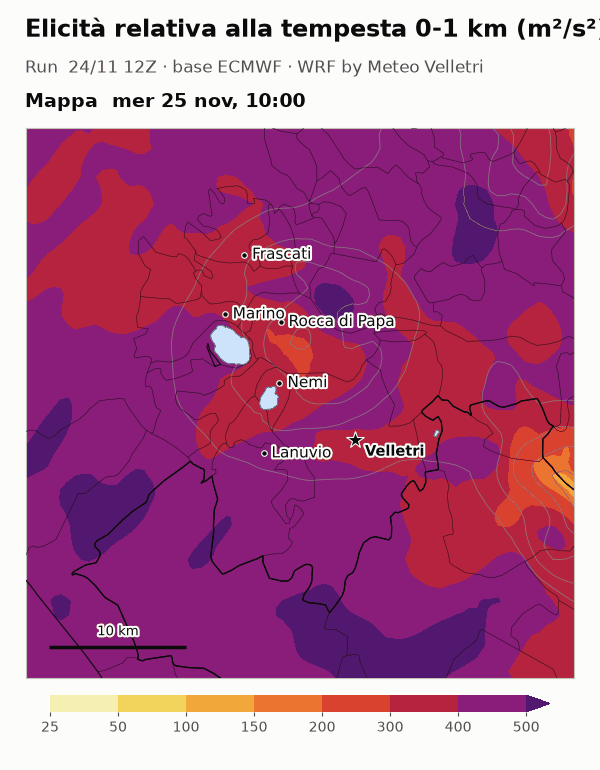 Elicità relativa alla tempesta 0-1 km (m²/s²)
Run  24/11 12Z · base ECMWF · WRF by Meteo Velletri
Mappa  mer 25 nov, 10:00
Frascati
Marino
Rocca di Papa
Nemi
Velletri
Lanuvio
10 km
25 50 100 150 200 300 400 500